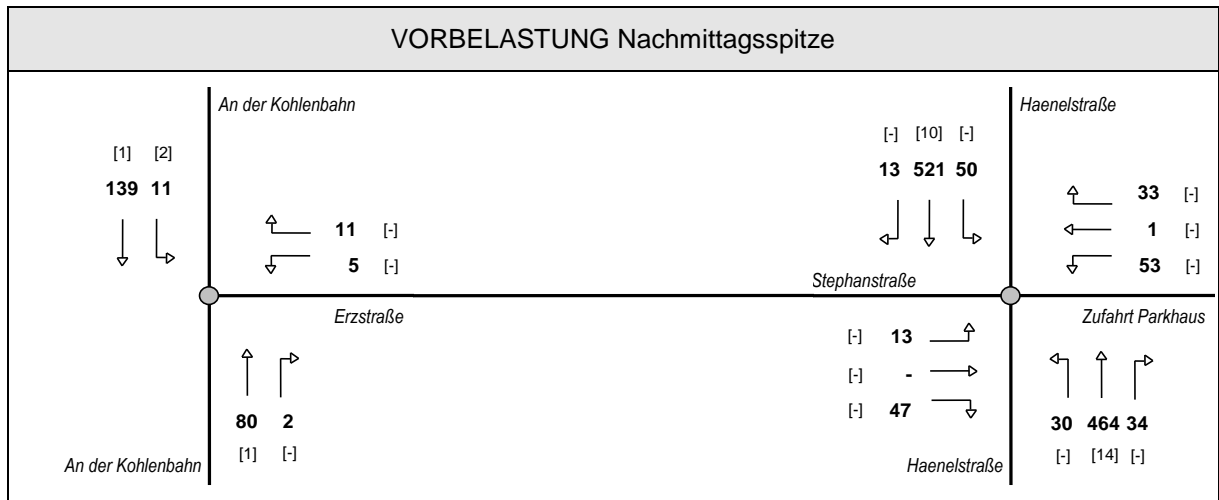 VORBELASTUNG Nachmittagsspitze
An der Kohlenbahn
Haenelstraße
[-] [10] [-]
[1] [2]
13 521 50
139 11
33 [-]
11 [-]
1 [-]
5 [-]
53 [-]
Stephanstraße
Erzstraße
Zufahrt Parkhaus
[-] 13
[-] -
[-] 47
80 2
30 464 34
[1] [-]
[-] [14] [-]
An der Kohlenbahn
Haenelstraße